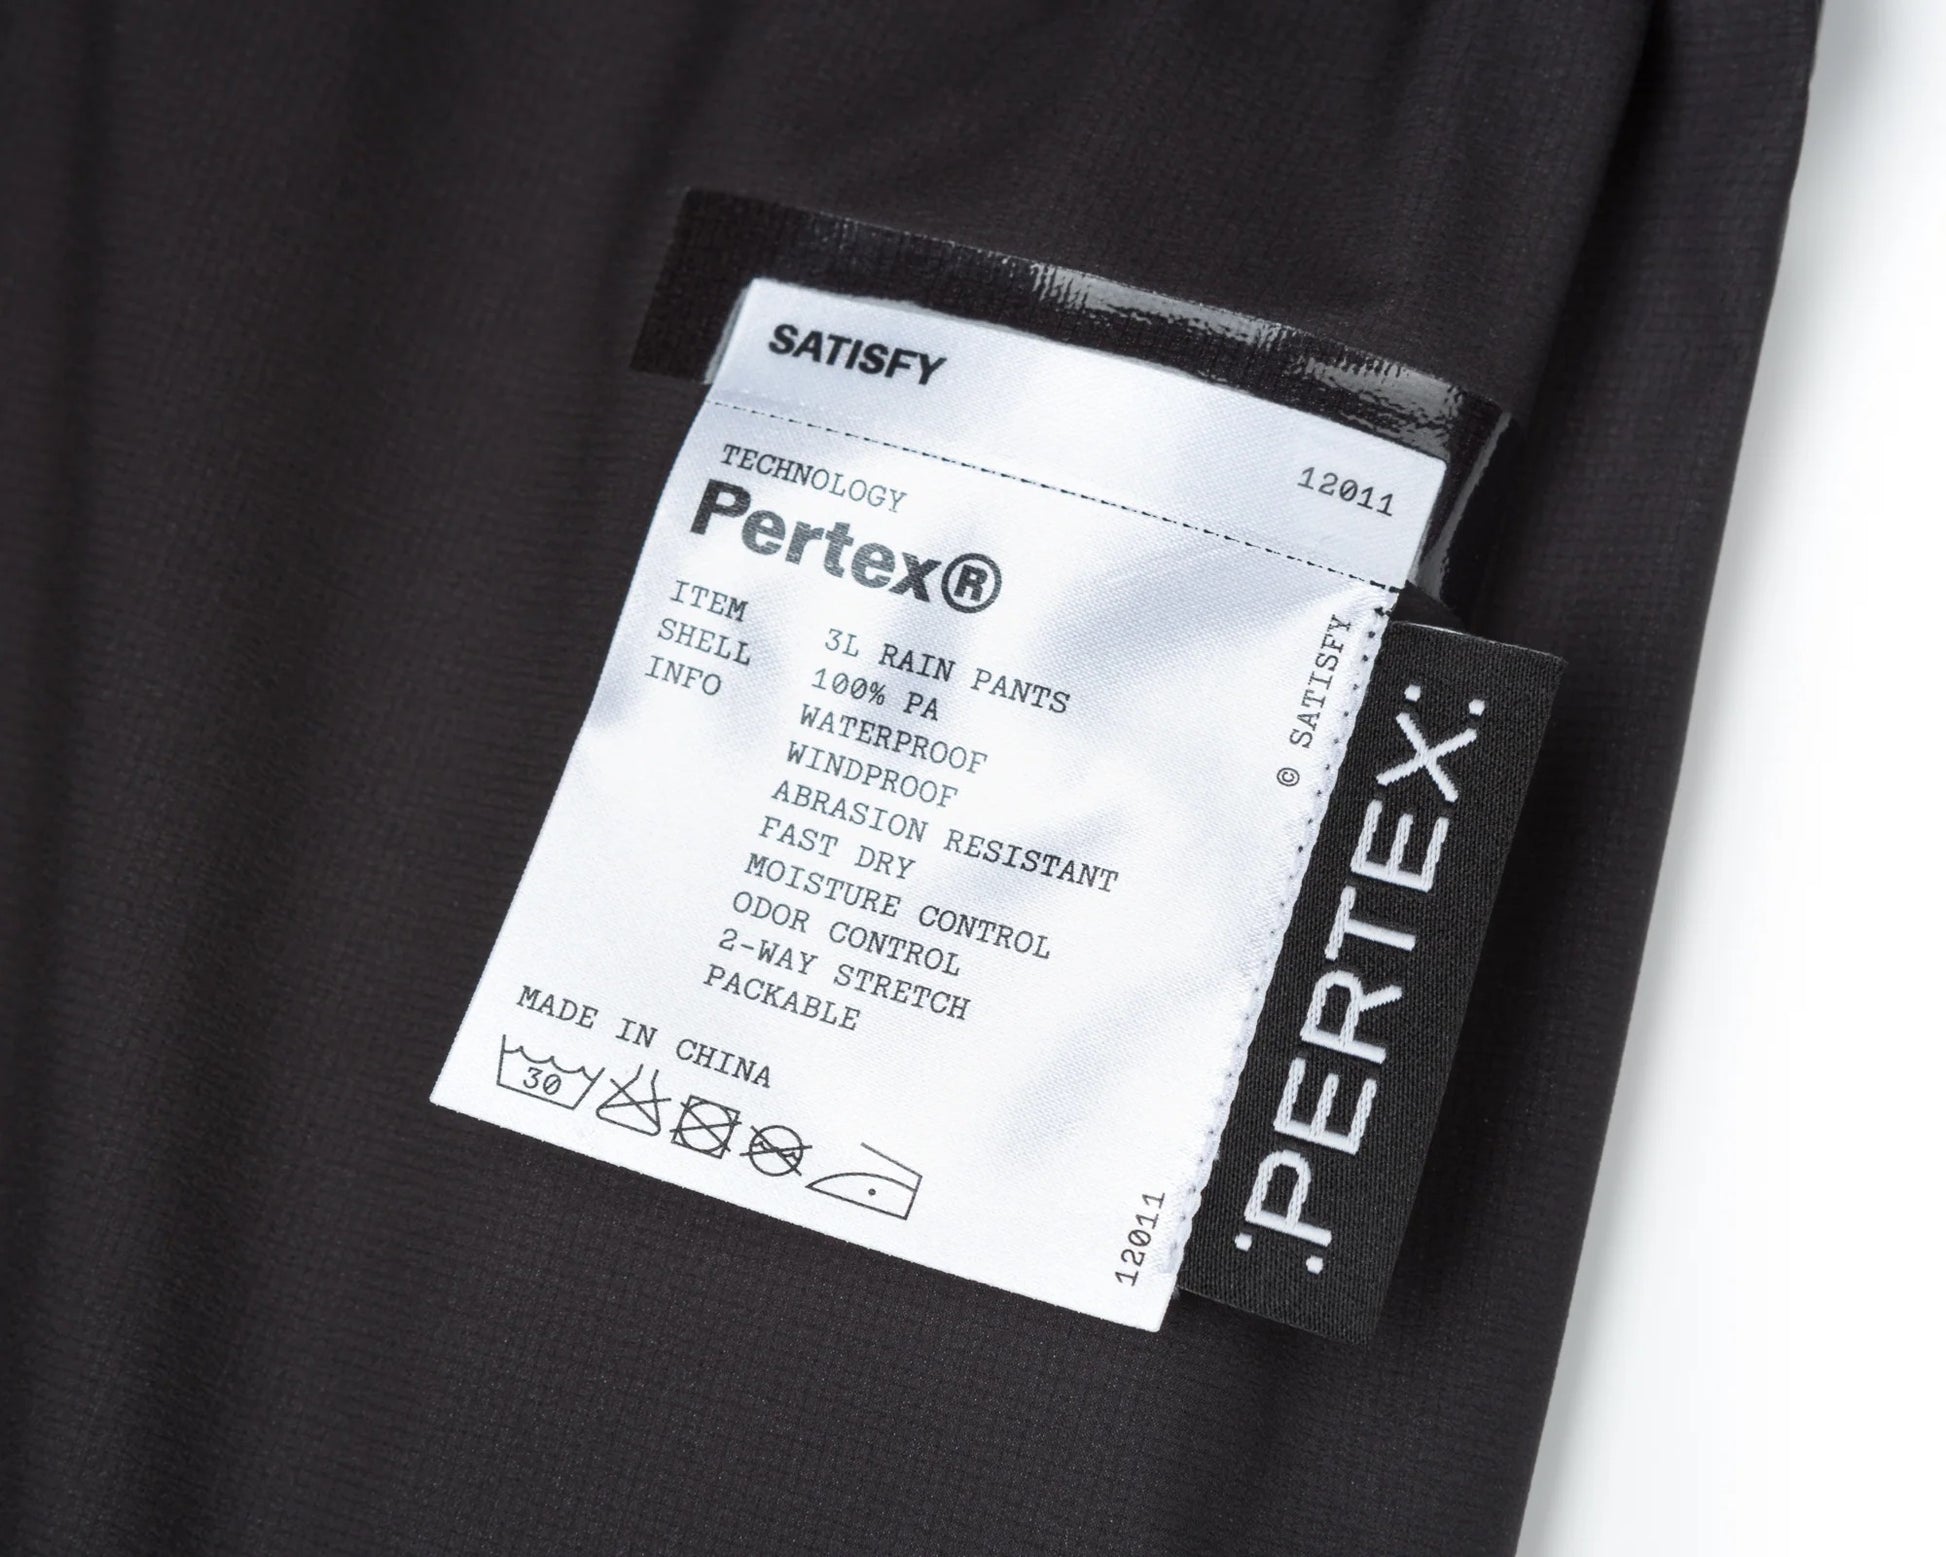 SATISFY
12011
TECHNOLOGY
Pertex®
ITEM 3L RAIN PANTS
SHELL 100% PA
INFO WATERPROOF
WINDPROOF
ABRASION RESISTANT
FAST DRY
MOISTURE CONTROL
ODOR CONTROL
2-WAY STRETCH
PACKABLE
MADE IN CHINA
30
© SATISFY
12011
PERTEX